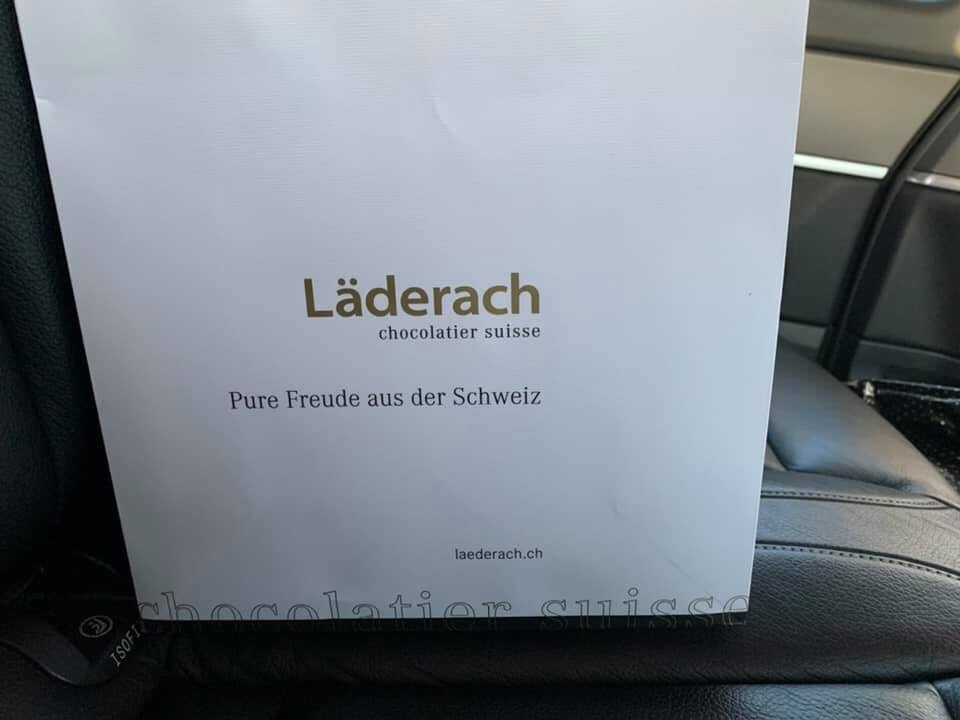 Läderach
chocolatier suisse
Pure Freude aus der Schweiz
laederach.ch
chocolatier suisse